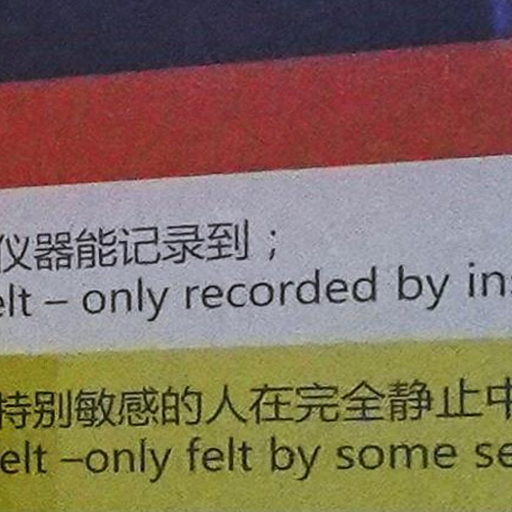 仪器能记录到；
elt – only recorded by ins
特别敏感的人在完全静止中
elt –only felt by some se